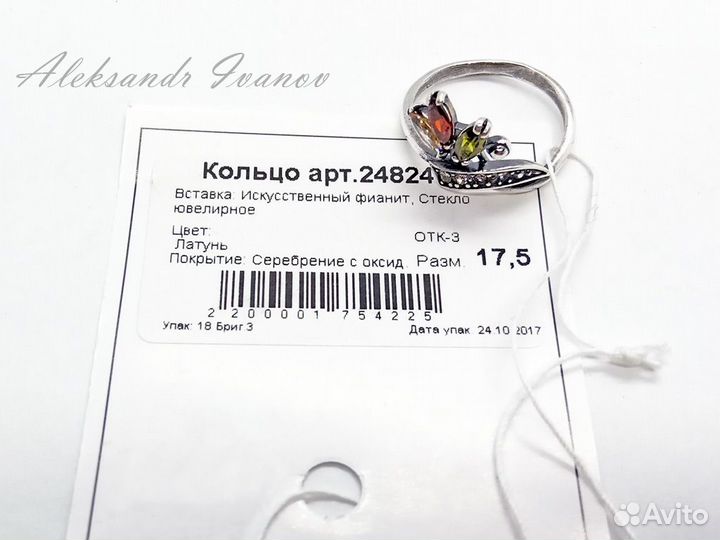 Aleksandr Ivanov
Кольцо арт.24824
Вставка: Искусственный фианит, Стекло
ювелирное
Цвет: ОТК-3
Латунь
Покрытие: Серебрение с оксид. Разм. 17,5
2 200001 754225
Упак: 18 Бриг 3 Дата упак: 24.10.2017
Avito